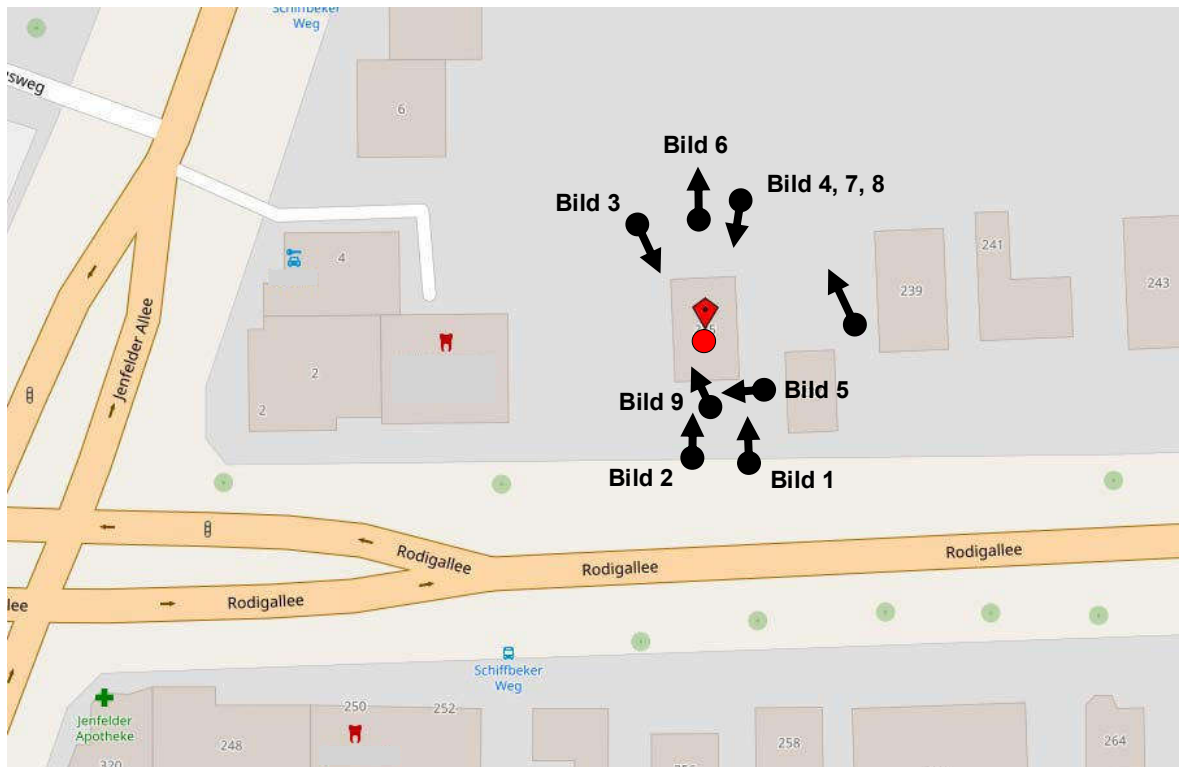 Schiffbeker
Weg
sweg
6
Bild 6
Bild 4, 7, 8
Bild 3
4
241
239
243
Jenfelder Allee
2
2
Bild 9
Bild 5
Bild 2
Bild 1
Rodigallee
Rodigallee
Rodigallee
Rodigallee
lee
Schiffbeker
Weg
Jenfelder
Apotheke
250
252
248
258
264
320